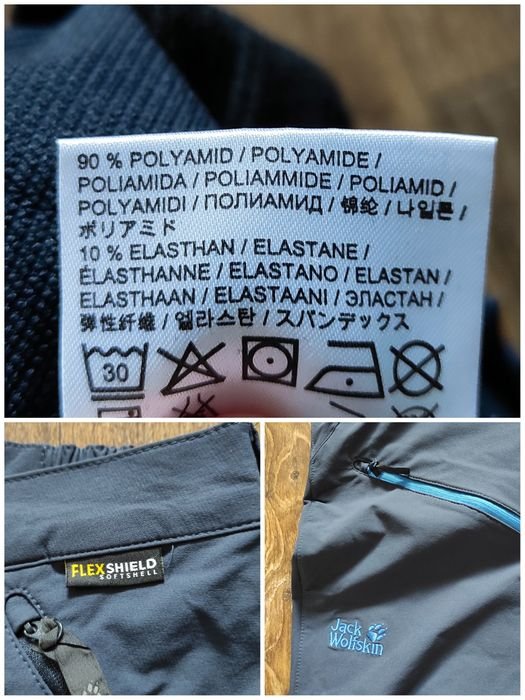 90 % POLYAMID / POLYAMIDE /
POLIAMIDA / POLIAMMIDE / POLIAMID /
POLYAMIDI / ПОЛИАМИД / 锦纶 / 나일론 /
ポリアミド
10 % ELASTHAN / ELASTANE /
ÉLASTHANNE / ELASTANO / ELASTAN /
ELASTHAAN / ELASTAANI / ЭЛАСТАН /
弹性纤维 / 엘라스탄 / スパンデックス
30
FLEXSHIELD
SOFTSHELL
Jack
Wolfskin